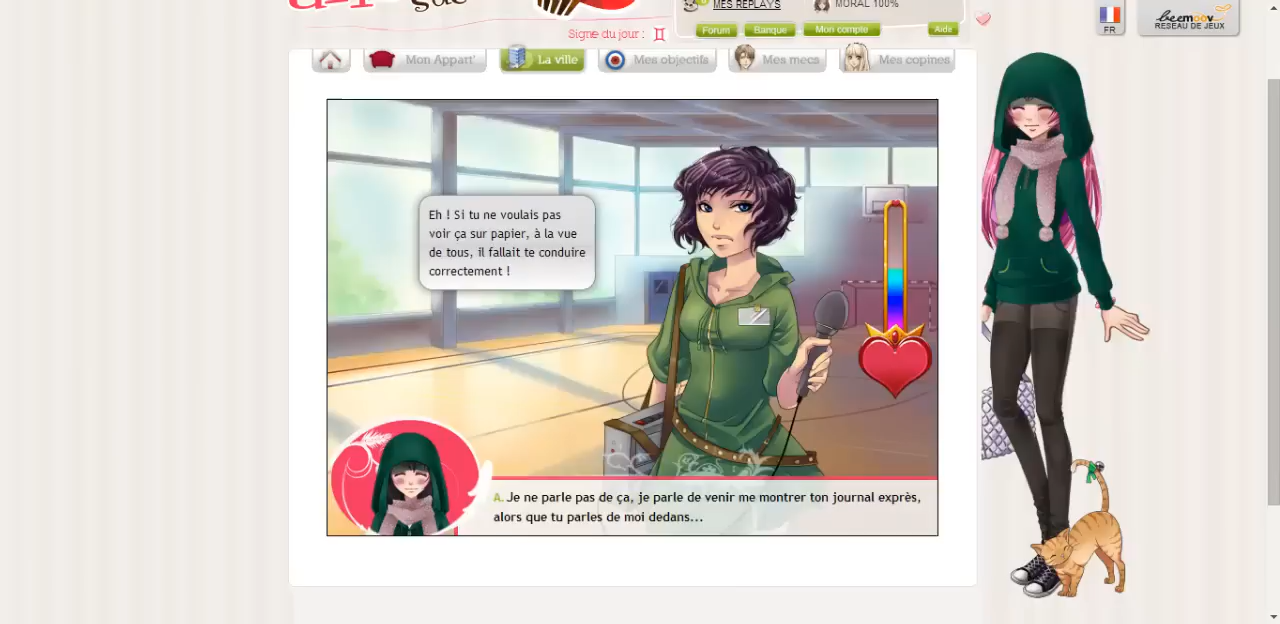 MES REPLAYS
MORAL 100%
Signe du jour :
Forum
Banque
Mon compte
Aide
FR
beemoov
RESEAU DE JEUX
Mon Appart'
La ville
Mes objectifs
Mes mecs
Mes copines
Eh ! Si tu ne voulais pas
voir ça sur papier, à la vue
de tous, il fallait te conduire
correctement !
A. Je ne parle pas de ça, je parle de venir me montrer ton journal exprès,
alors que tu parles de moi dedans...